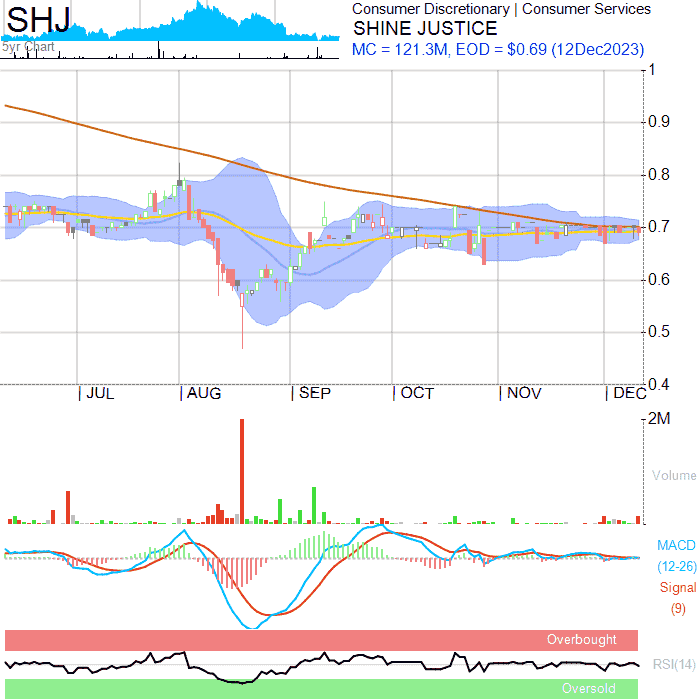 SHJ
5yr Chart
Consumer Discretionary | Consumer Services
SHINE JUSTICE
MC = 121.3M, EOD = $0.69 (12Dec2023)
1
0.9
0.8
0.7
0.6
0.5
0.4
JUL
AUG
SEP
OCT
NOV
DEC
2M
Volume
MACD
(12-26)
Signal
(9)
Overbought
RSI(14)
Oversold